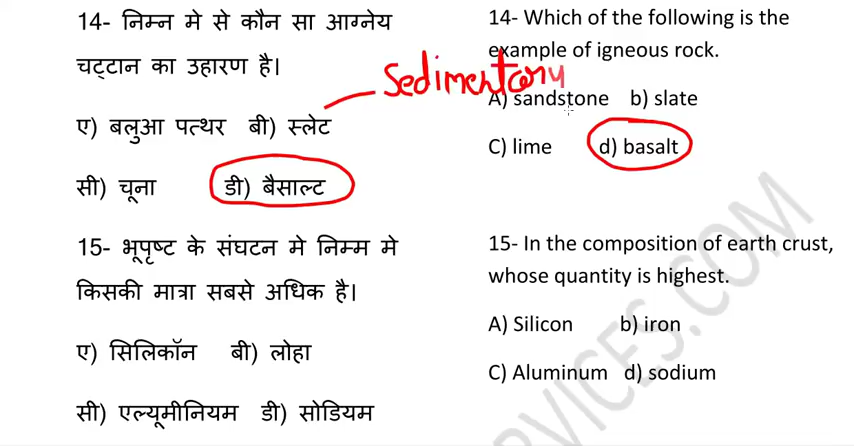 14- निम्न मे से कौन सा आग्नेय
चट्टान का उहारण है।
Sedimentary
ए) बलुआ पत्थर बी) स्लेट
सी) चूना डी) बैसाल्ट
15- भूपृष्ट के संघटन मे निम्म मे
किसकी मात्रा सबसे अधिक है।
ए) सिलिकॉन बी) लोहा
सी) एल्यूमीनियम डी) सोडियम
14- Which of the following is the
example of igneous rock.
A) sandstone b) slate
C) lime d) basalt
15- In the composition of earth crust,
whose quantity is highest.
A) Silicon b) iron
C) Aluminum d) sodium
RVICES.COM